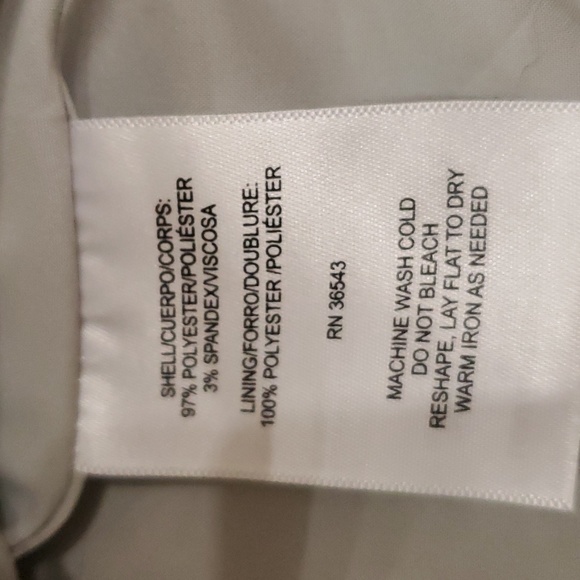 SHELL/CUERPO/CORPS:
97% POLYESTER/POLIÉSTER
3% SPANDEX/VISCOSA
LINING/FORRO/DOUBLURE:
100% POLYESTER /POLIÉSTER
RN 36543
MACHINE WASH COLD
DO NOT BLEACH
RESHAPE, LAY FLAT TO DRY
WARM IRON AS NEEDED